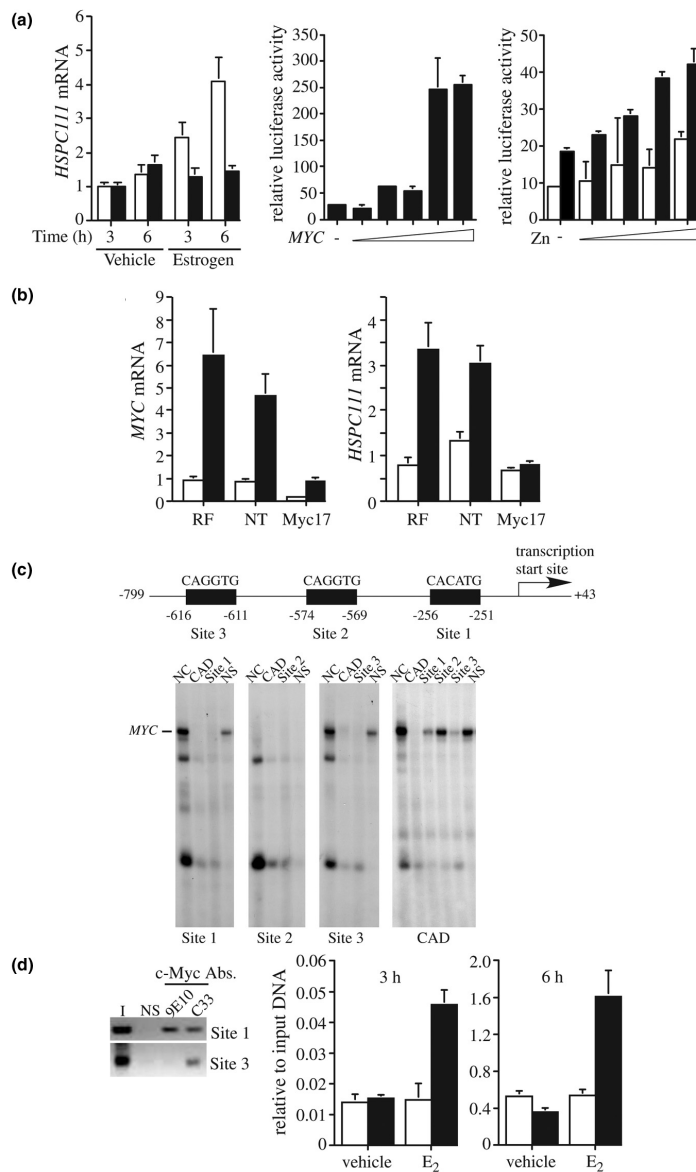 (a)
HSPC111 mRNA
6
5
4
3
2
1
0
Time (h) 3 6 3 6
Vehicle Estrogen
relative luciferase activity
350
300
250
200
150
100
50
0
MYC -
relative luciferase activity
50
40
30
20
10
0
Zn -
(b)
MYC mRNA
9
8
7
6
5
4
3
2
1
0
RF NT Myc17
HSPC111 mRNA
4
3
2
1
0
RF NT Myc17
(c)
transcription
start site
CAGGTG CAGGTG CACATG
-799 +43
-616 -611 -574 -569 -256 -251
Site 3 Site 2 Site 1
NC CAD Site 1 NS NC CAD Site 2 NS NC CAD Site 3 NS NC CAD Site 1 Site 2 Site 3 NS
MYC
Site 1 Site 2 Site 3 CAD
(d)
c-Myc Abs.
I NS 9E10 C33
Site 1
Site 3
relative to input DNA
3 h
0.06
0.05
0.04
0.03
0.02
0.01
0
vehicle E2
6 h
2.0
1.6
1.2
0.8
0.4
0
vehicle E2